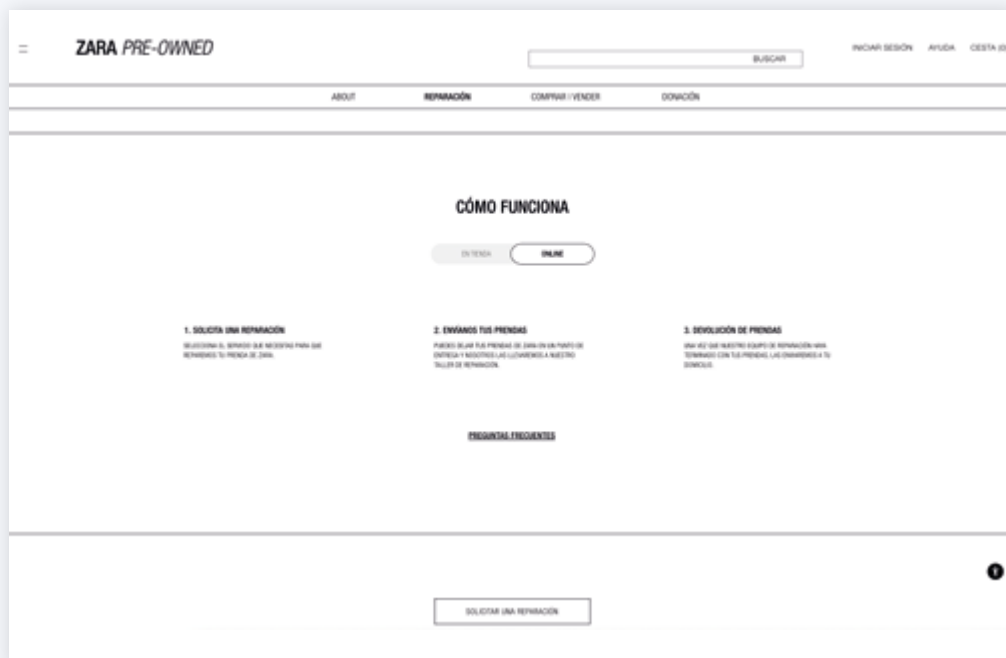 ZARA PRE-OWNED
BUSCAR
INICIAR SESIÓN AYUDA CESTA (0
ABOUT REPARACIÓN COMPRAR // VENDER DONACIÓN
CÓMO FUNCIONA
EN TIENDA ONLINE
1. SOLICITA UNA REPARACIÓN
SELECCIONA EL SERVICIO QUE NECESITAS PARA QUE
REPAREMOS TU PRENDA DE ZARA.
2. ENVÍANOS TUS PRENDAS
PUEDES DEJAR TUS PRENDAS DE ZARA EN UN PUNTO DE
ENTREGA Y NOSOTROS LAS LLEVAREMOS A NUESTRO
TALLER DE REPARACIÓN.
3. DEVOLUCIÓN DE PRENDAS
UNA VEZ QUE NUESTRO EQUIPO DE REPARACIÓN HAYA
TERMINADO CON TUS PRENDAS, LAS ENVIAREMOS A TU
DOMICILIO.
PREGUNTAS FRECUENTES
SOLICITAR UNA REPARACIÓN